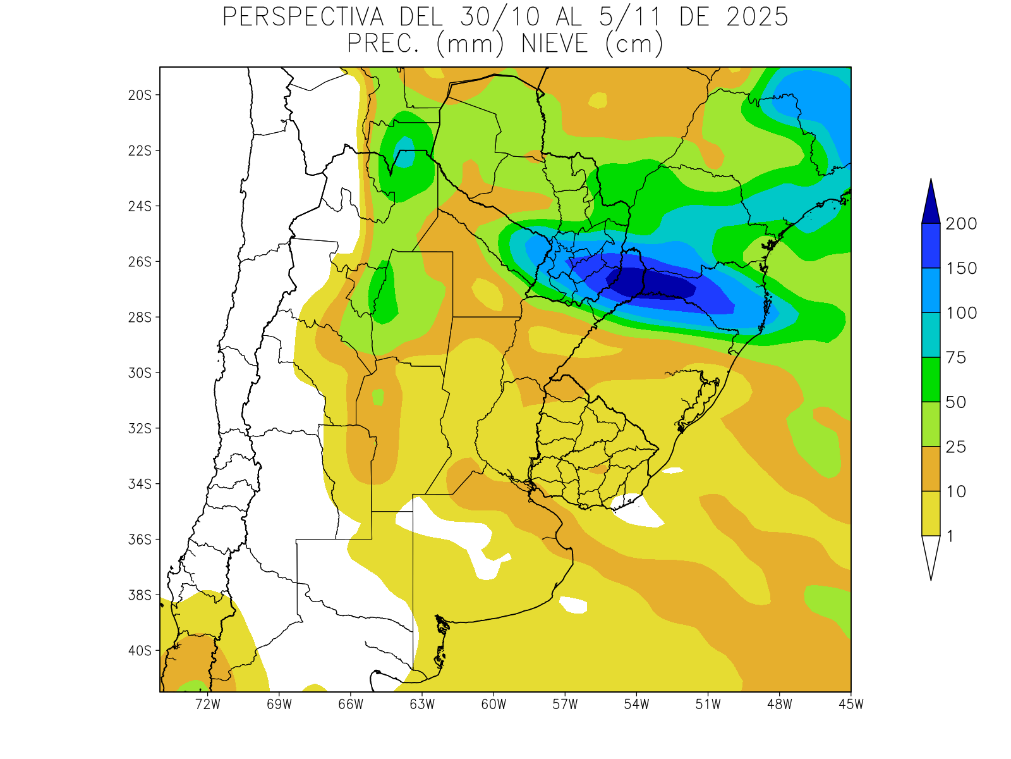 PERSPECTIVA DEL 30/10 AL 5/11 DE 2025
PREC. (mm) NIEVE (cm)
20S
22S
24S
26S
28S
30S
32S
34S
36S
38S
40S
72W 69W 66W 63W 60W 57W 54W 51W 48W 45W
200
150
100
75
50
25
10
1